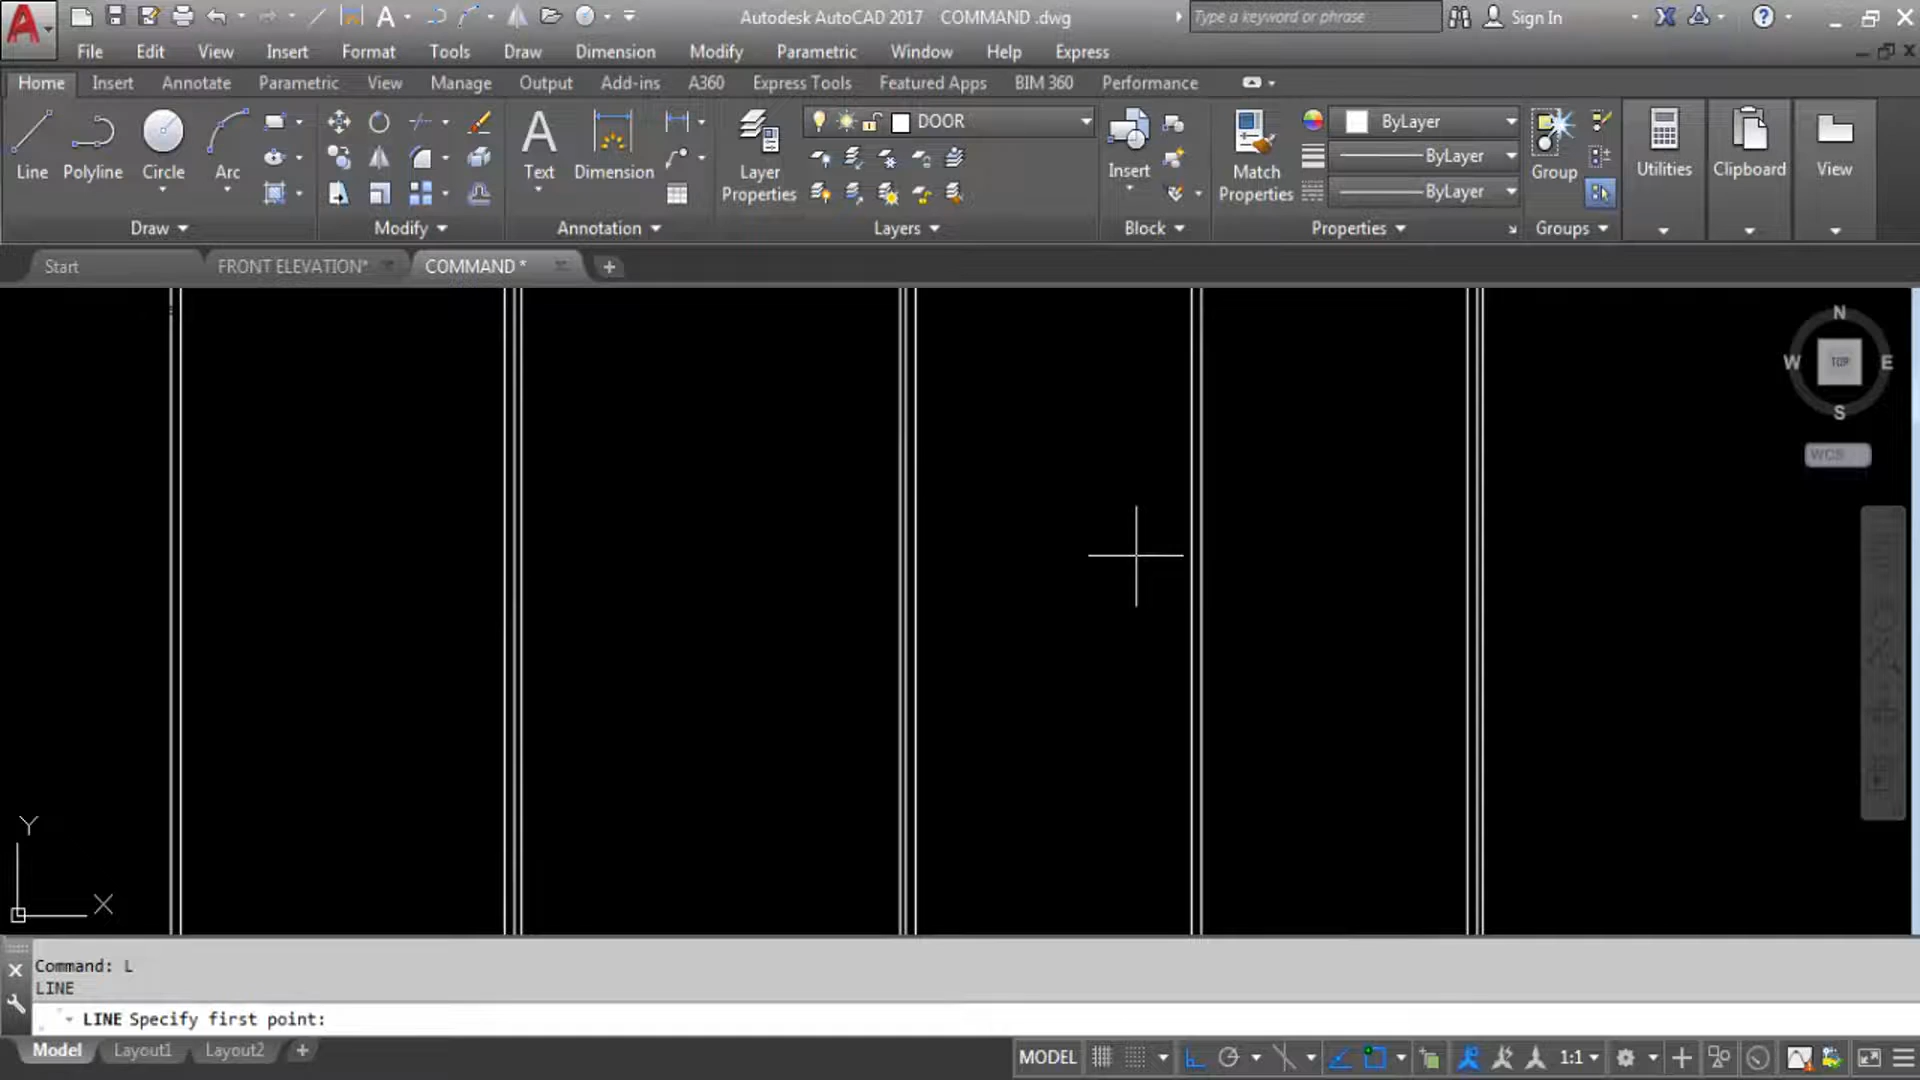 Autodesk AutoCAD 2017 COMMAND .dwg
Type a keyword or phrase
Sign In
File Edit View Insert Format Tools Draw Dimension Modify Parametric Window Help Express
Home Insert Annotate Parametric View Manage Output Add-ins A360 Express Tools Featured Apps BIM 360 Performance
DOOR
ByLayer
ByLayer
ByLayer
Line Polyline Circle Arc
A
Text Dimension
Layer Properties
Insert
Match Properties
Group
Utilities Clipboard View
Draw Modify Annotation Layers Block Properties Groups
Start FRONT ELEVATION* COMMAND *
N
W TOP E
S
WCS
Y
X
Command: L
LINE
LINE Specify first point:
Model Layout1 Layout2
MODEL 1:1